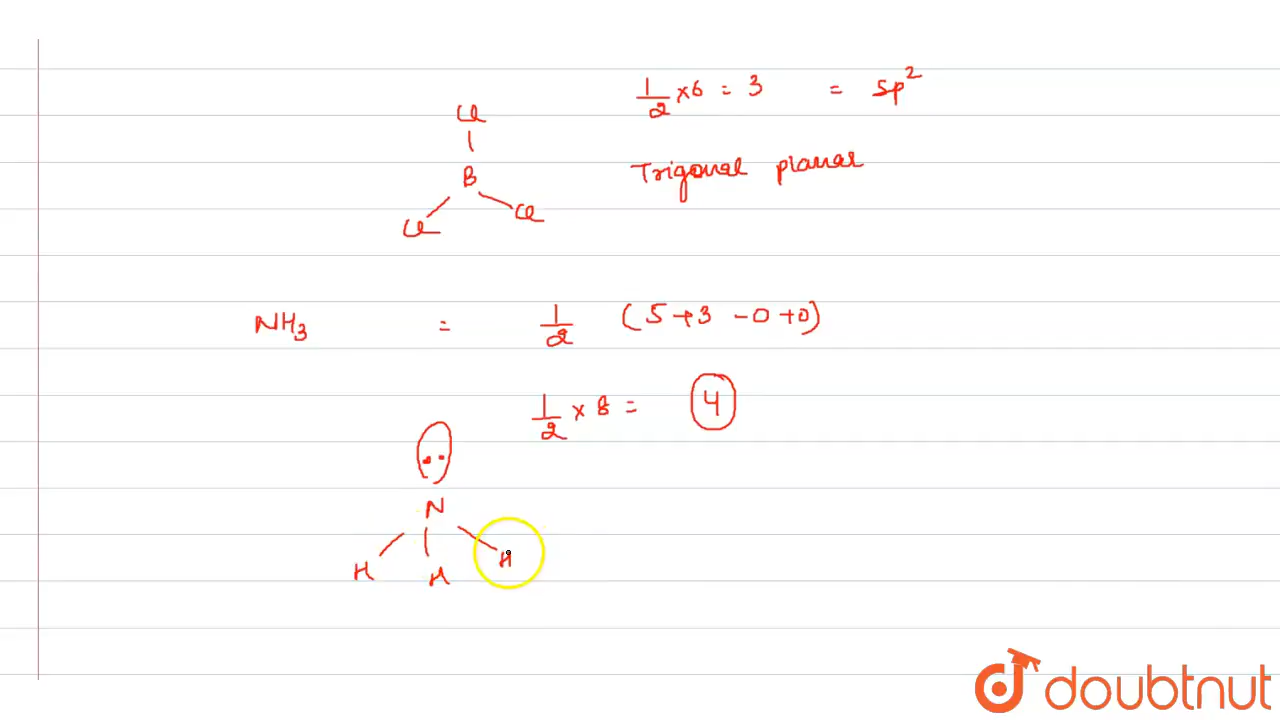 1/2 × 6 = 3 = sp²
Cl
|
B
Cl Cl
Trigonal planar
NH₃ = 1/2 (5+3 -0+0)
1/2 × 8 = 4
..
N
H H H
doubtnut